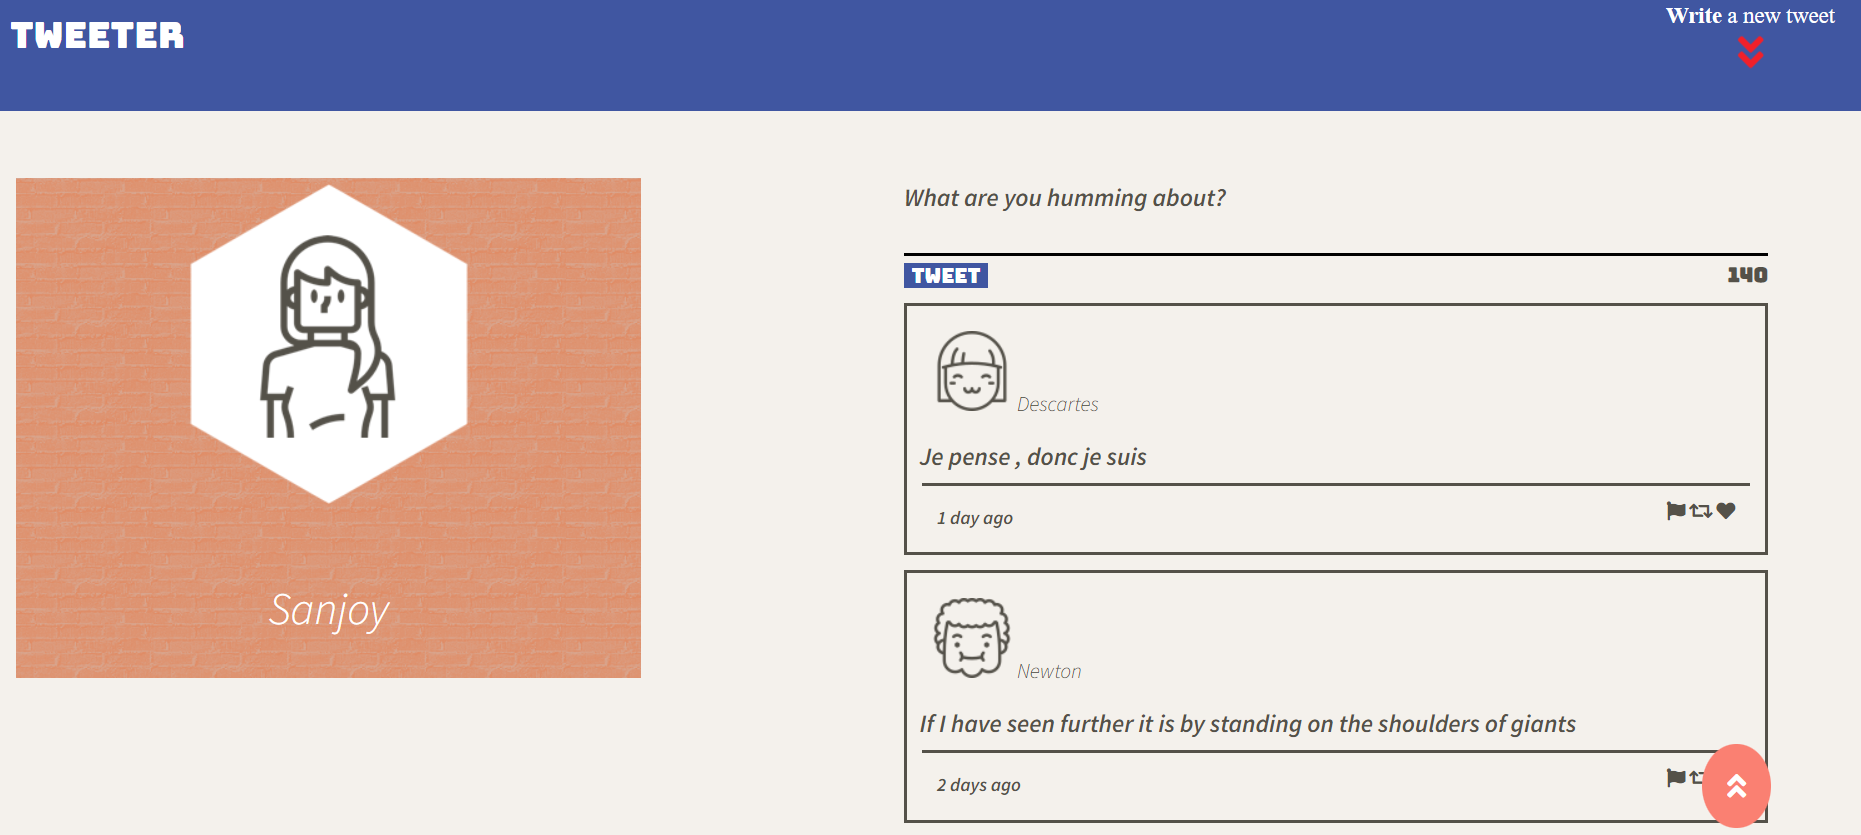 TWEETER
Write a new tweet
Sanjoy
What are you humming about?
TWEET
140
Descartes
Je pense , donc je suis
1 day ago
Newton
If I have seen further it is by standing on the shoulders of giants
2 days ago